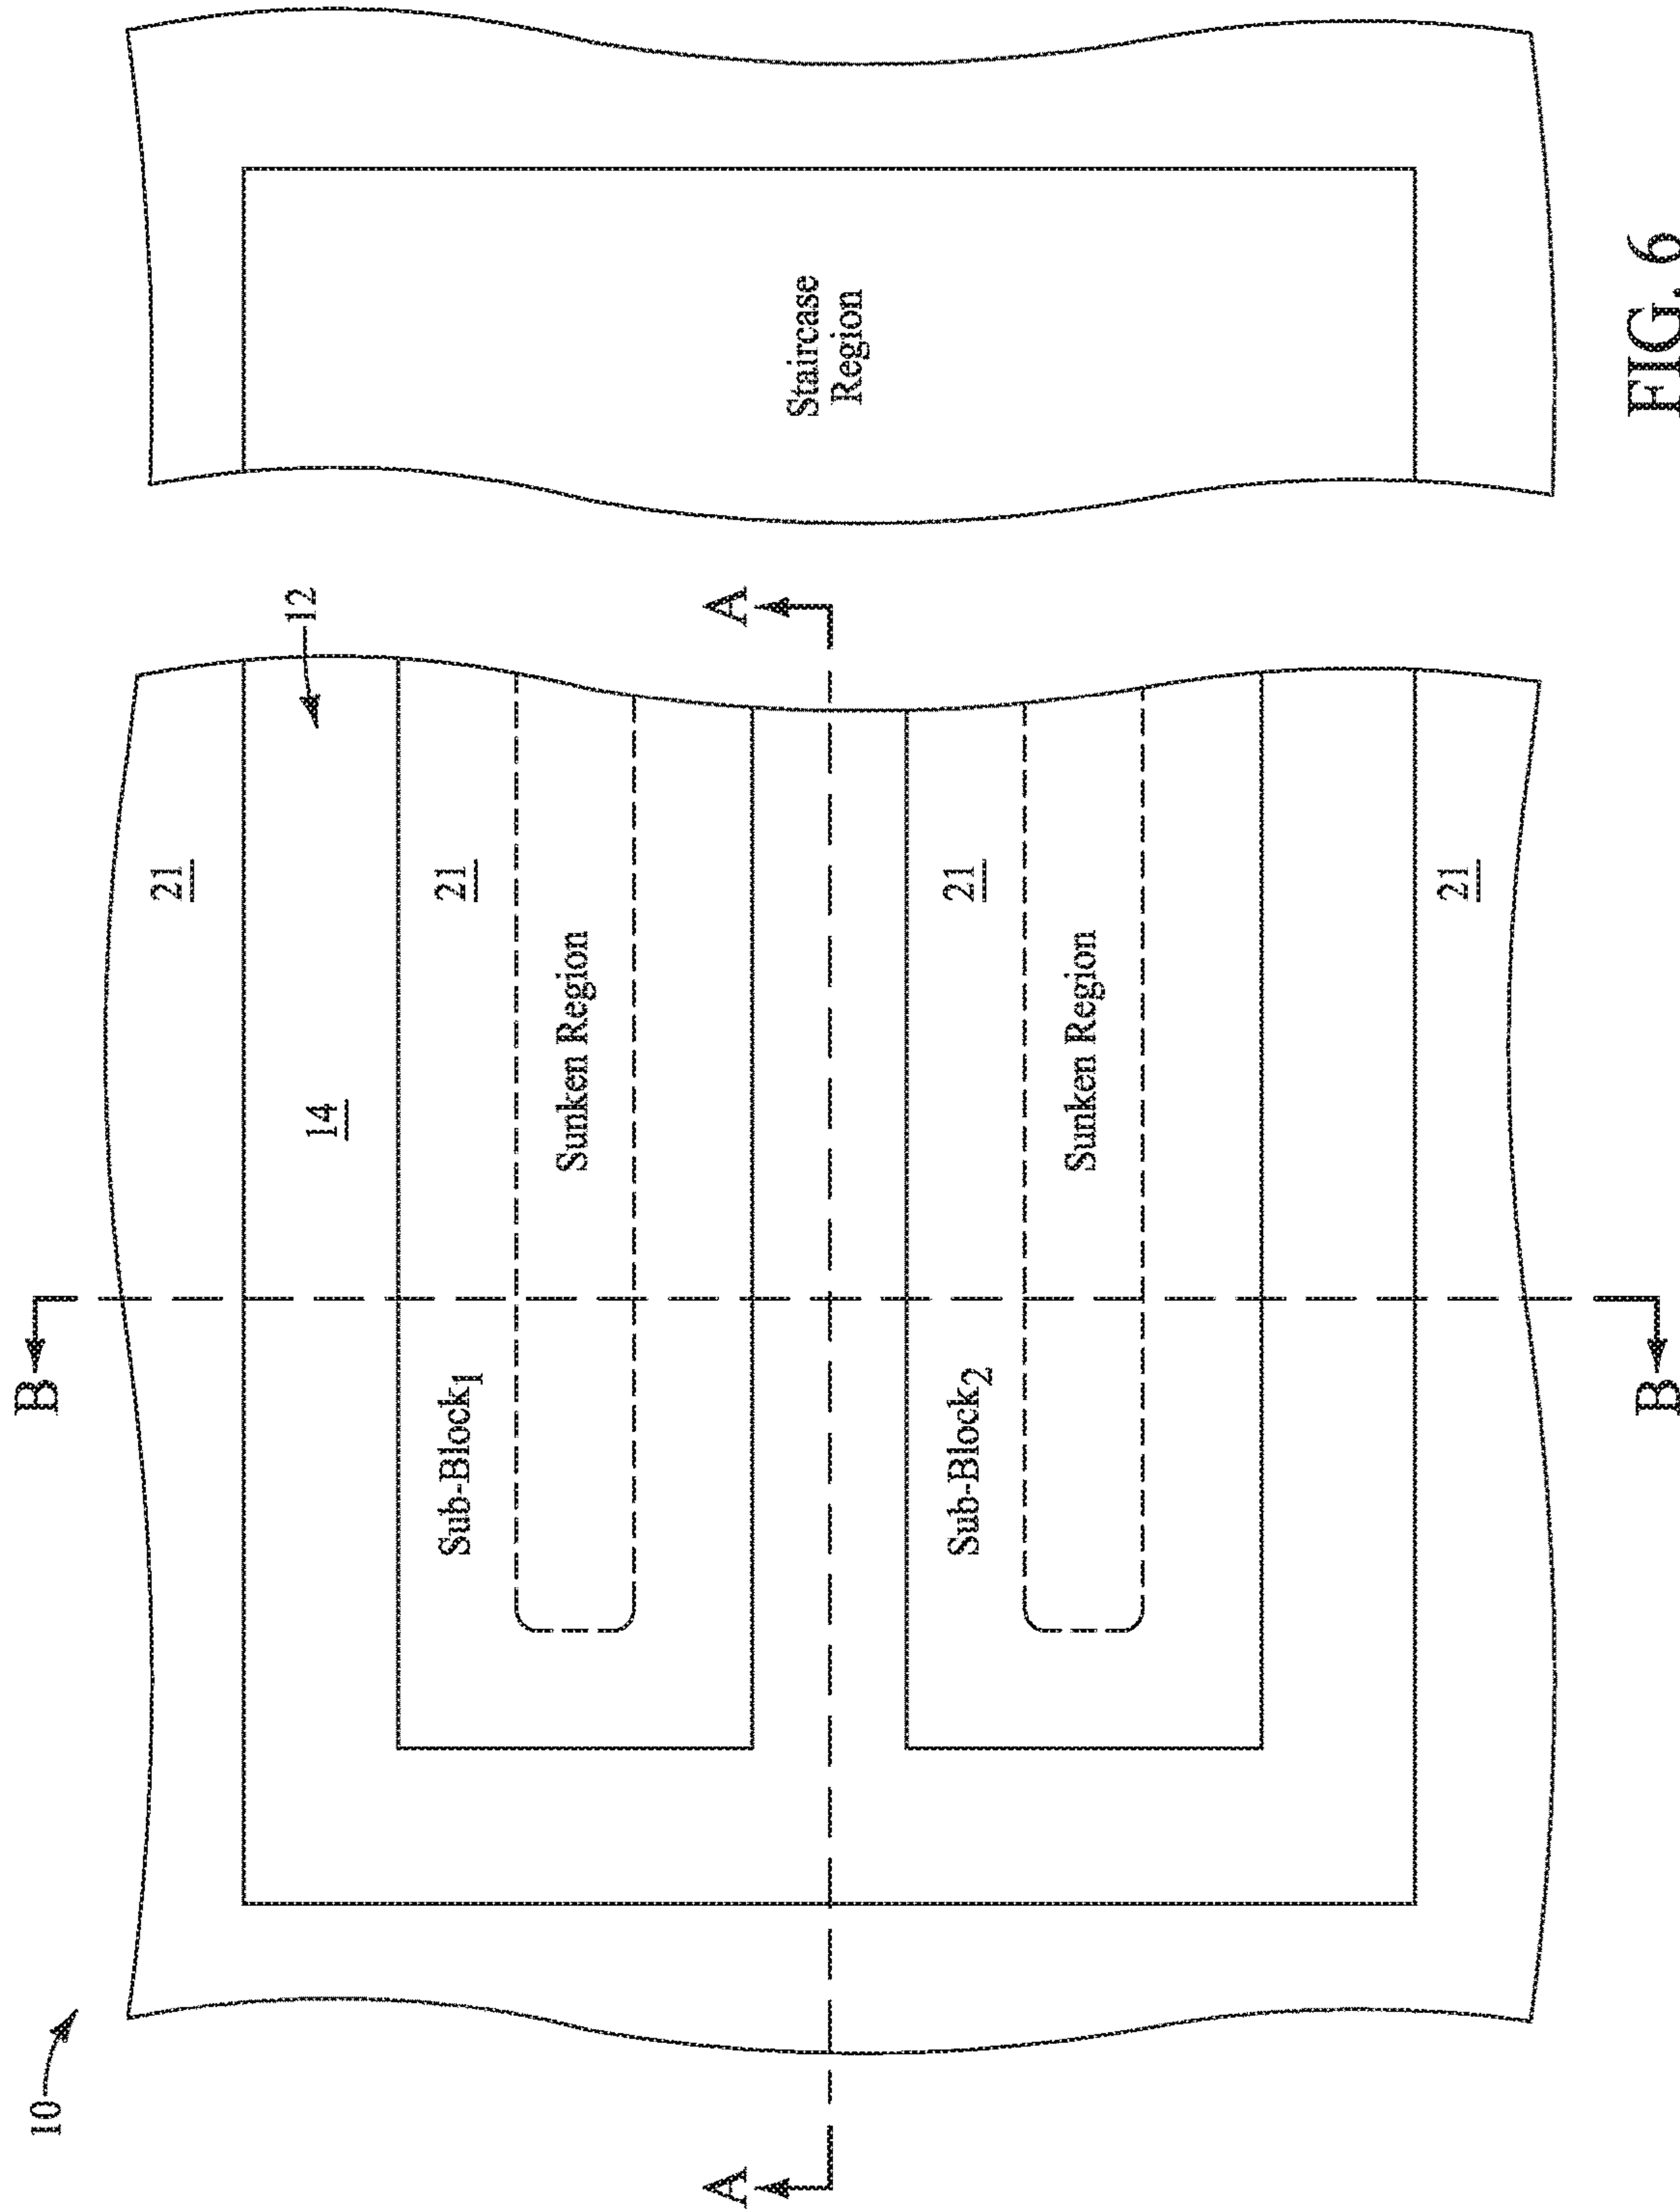 10
B
21
12
14
Sub-Block1
21
Sunken Region
A
A
Staircase
Region
Sub-Block2
21
Sunken Region
21
B
FIG. 6